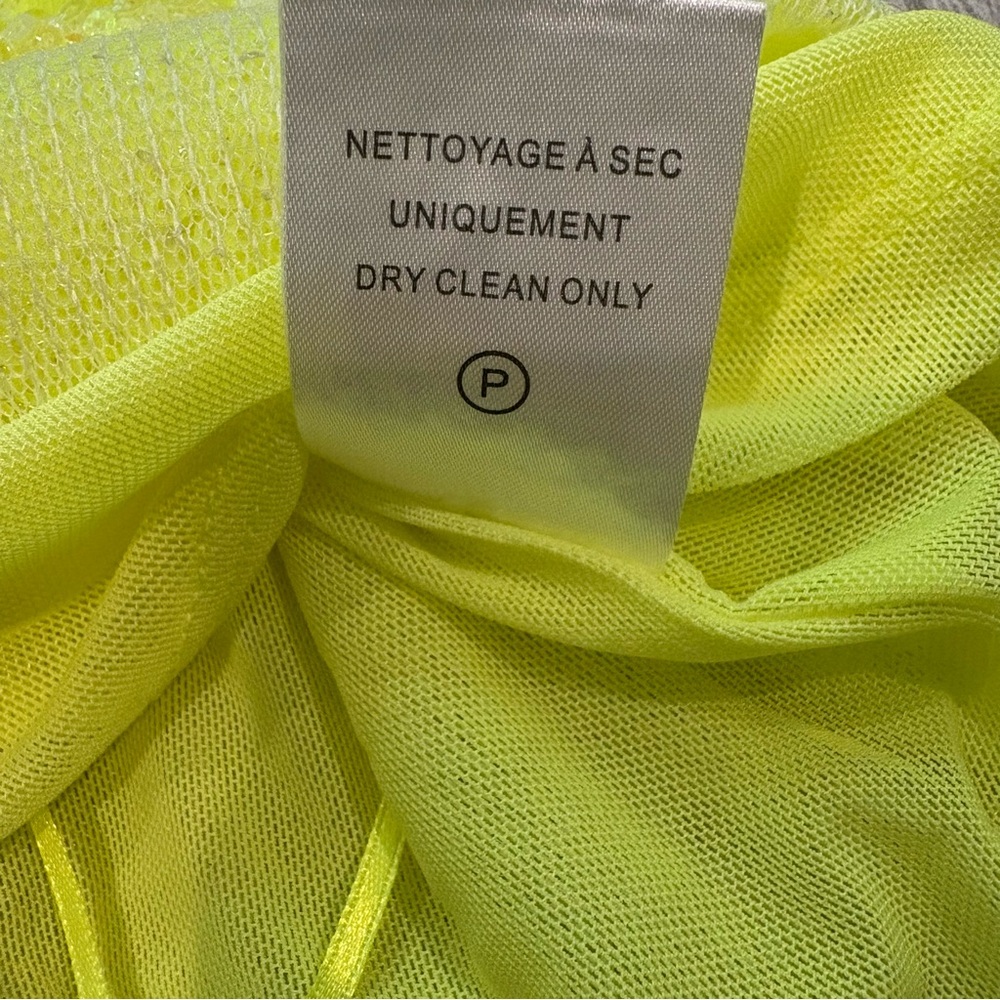 NETTOYAGE À SEC
UNIQUEMENT
DRY CLEAN ONLY
P